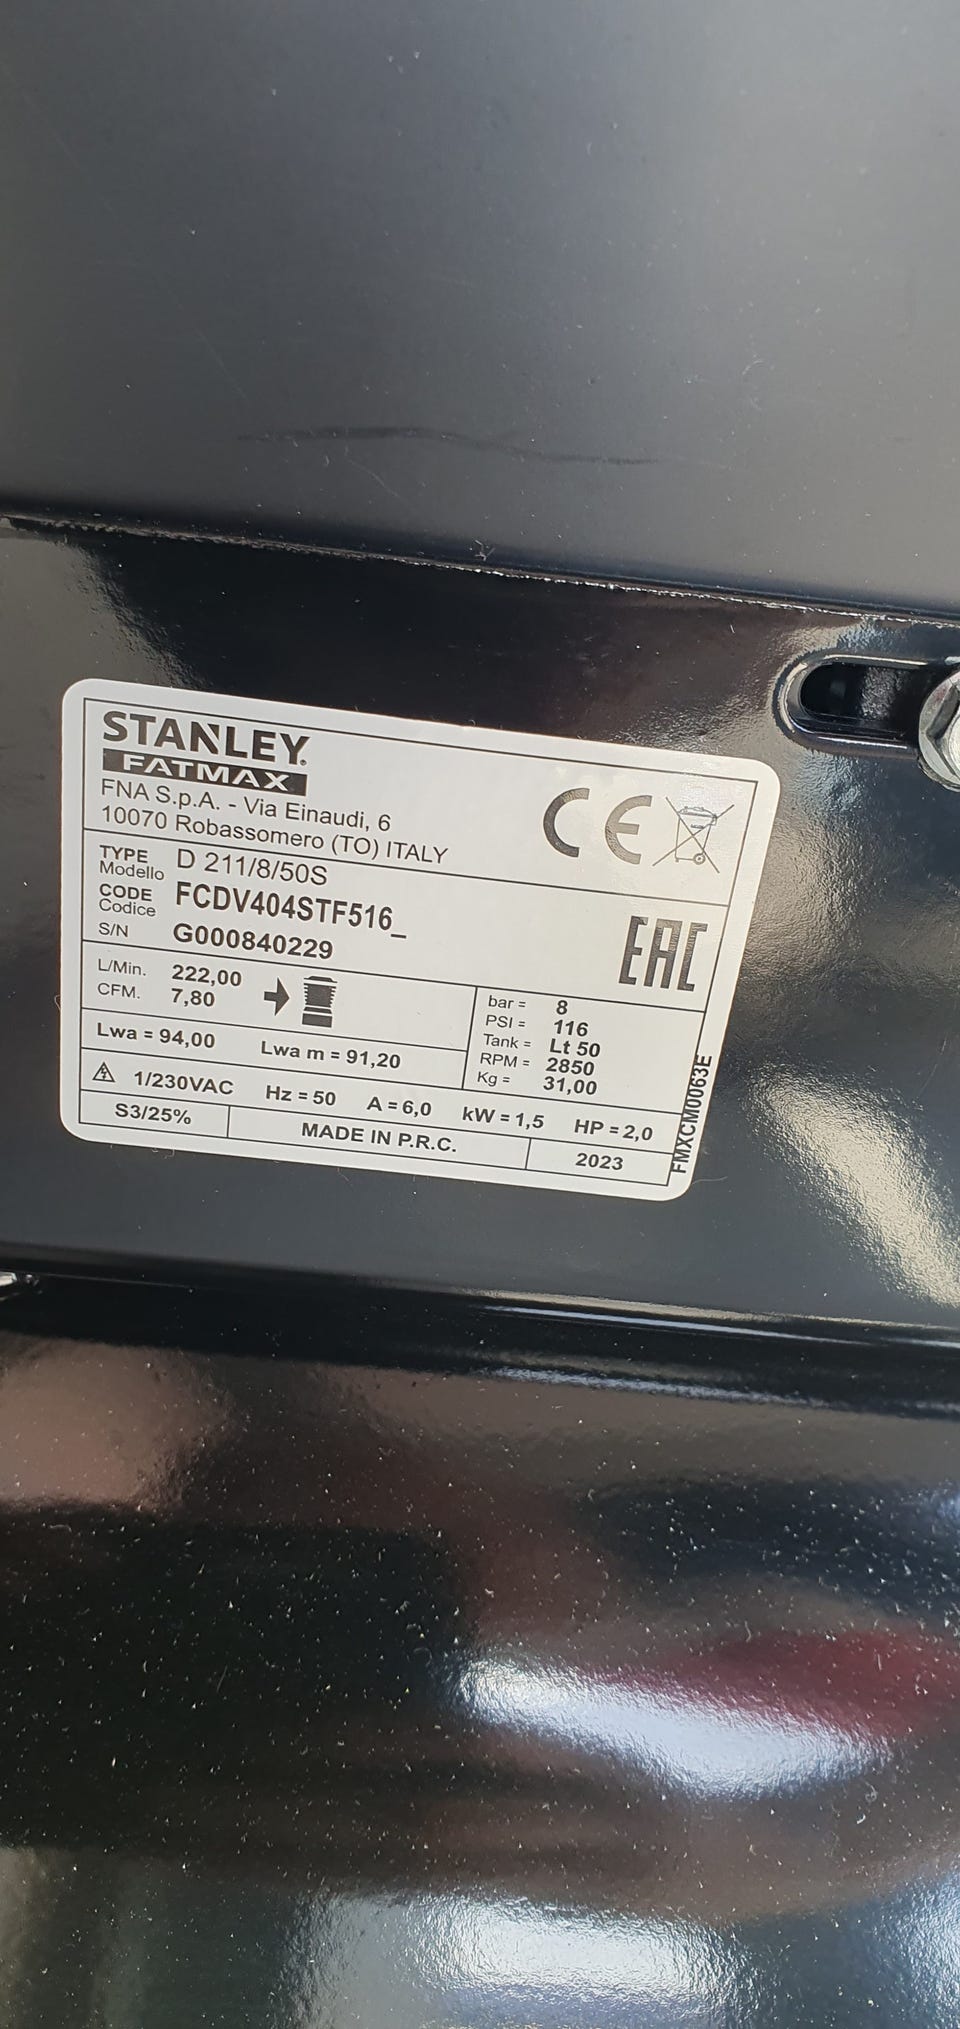 STANLEY.
FATMAX
FNA S.p.A. - Via Einaudi, 6
10070 Robassomero (TO) ITALY
CE
TYPE
Modello
D 211/8/50S
CODE
Codice
FCDV404STF516_
S/N G000840229
EAC
L/Min. 222,00
CFM. 7,80
bar = 8
PSI = 116
Tank = Lt 50
RPM = 2850
Kg = 31,00
Lwa = 94,00 Lwa m = 91,20
1/230VAC Hz = 50 A = 6,0 kW = 1,5 HP = 2,0
S3/25% MADE IN P.R.C. 2023
FMXCM0063E